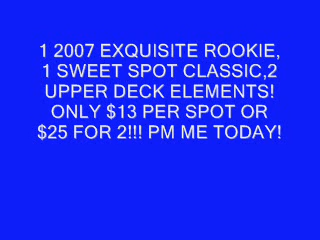 1 2007 EXQUISITE ROOKIE,
1 SWEET SPOT CLASSIC,2
UPPER DECK ELEMENTS!
ONLY $13 PER SPOT OR
$25 FOR 2!!! PM ME TODAY!